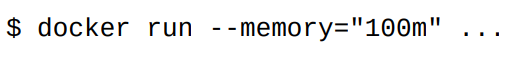 $ docker run --memory="100m" ...